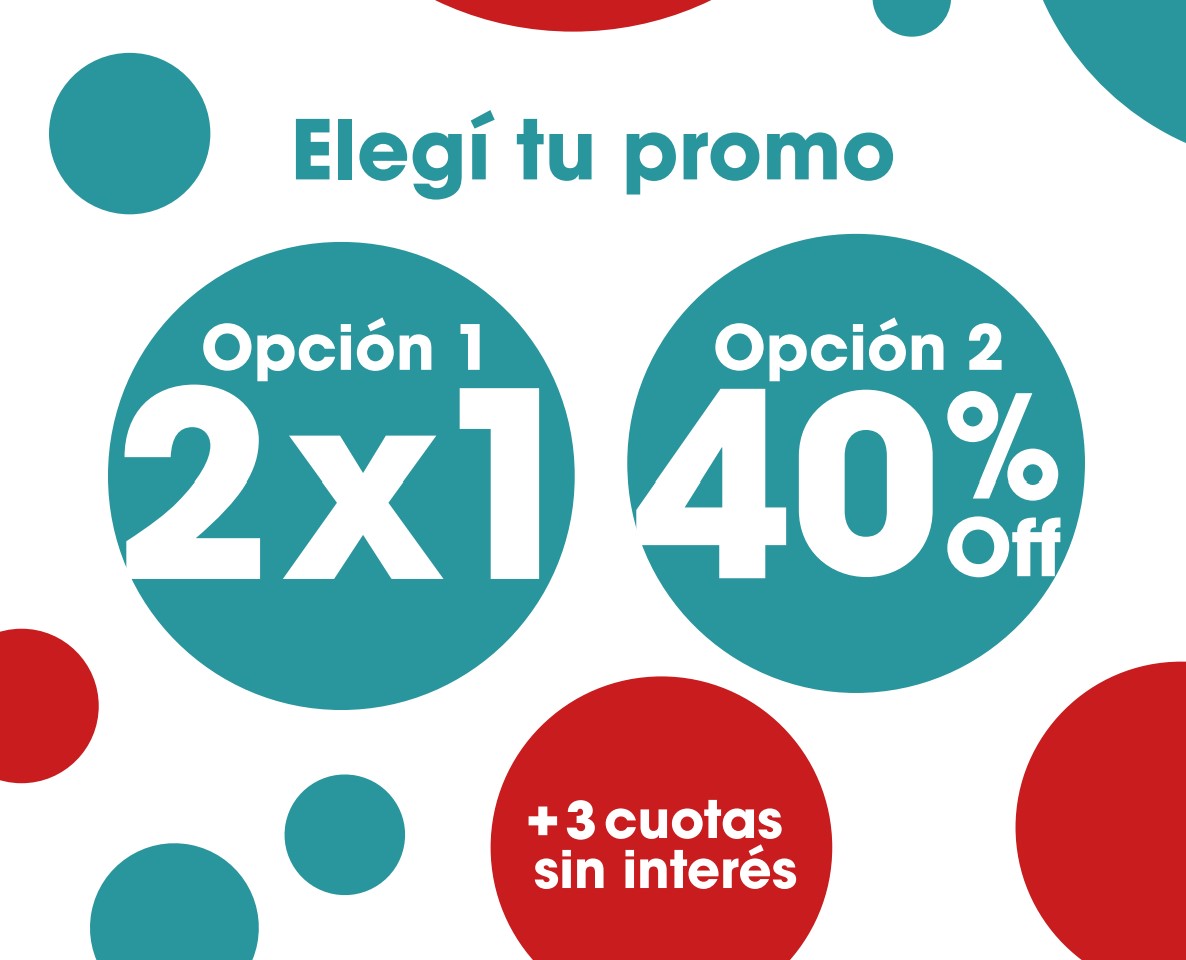 Elegí tu promo
Opción 1
2x1
Opción 2
40%
Off
+3 cuotas
sin interés